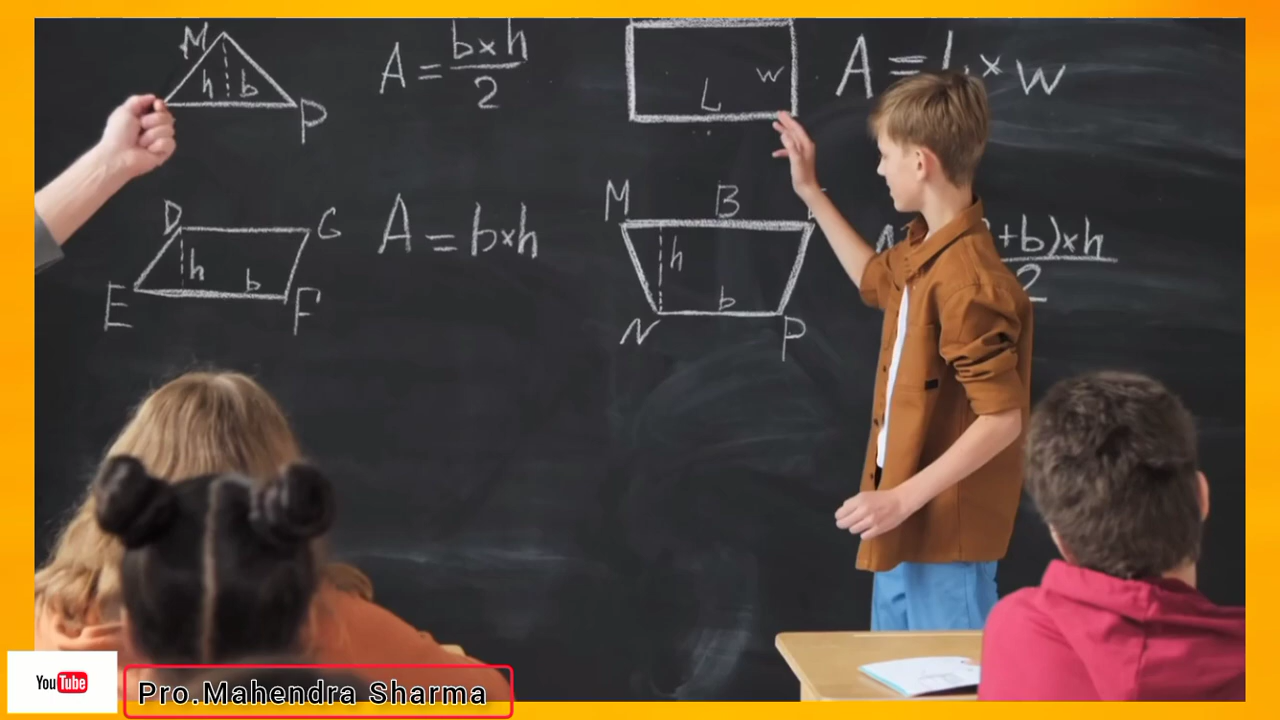 M
h b
P
A = b×h
2
L
w
A = L × w
D G
h
b
E F
A = b×h
M B
h
b
N P
+b)×h
2
YouTube
Pro.Mahendra Sharma